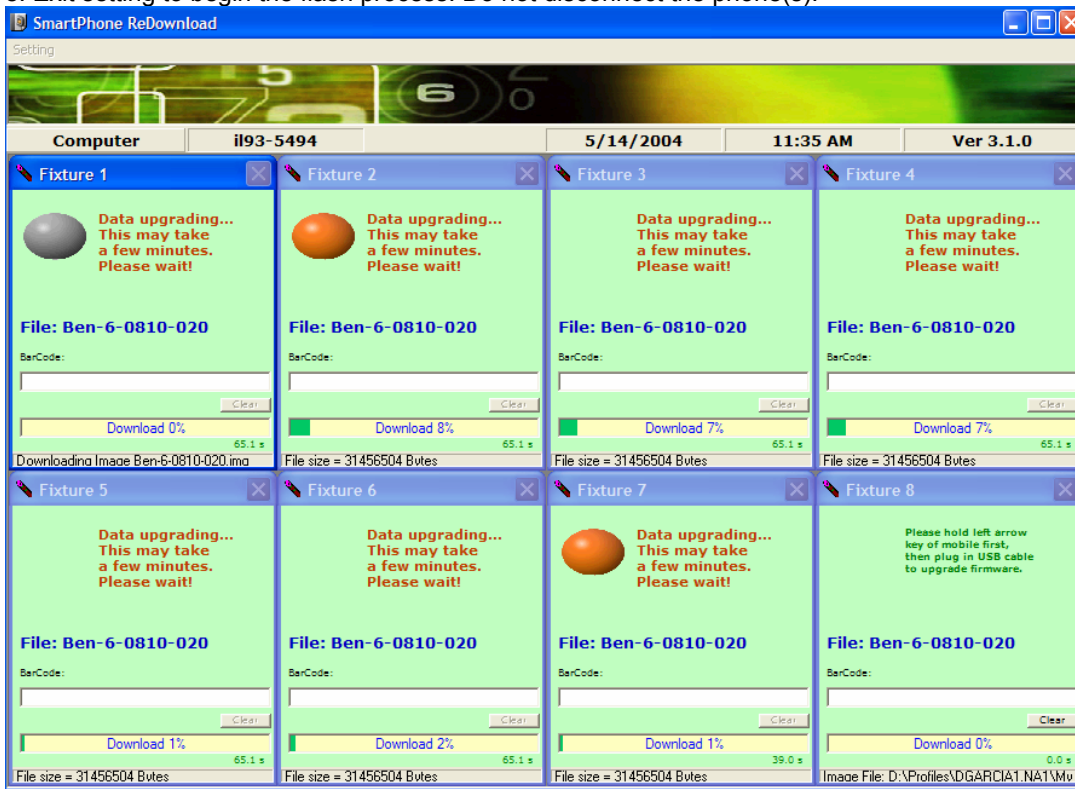 SmartPhone ReDownload
Setting
5
6
0
Computer il93-5494 5/14/2004 11:35 AM Ver 3.1.0
Fixture 1
Data upgrading...
This may take
a few minutes.
Please wait!
File: Ben-6-0810-020
BarCode:
Clear
Download 0%
65.1 s
Downloading Image Ben-6-0810-020.img
Fixture 2
Data upgrading...
This may take
a few minutes.
Please wait!
File: Ben-6-0810-020
BarCode:
Clear
Download 8%
65.1 s
File size = 31456504 Bytes
Fixture 3
Data upgrading...
This may take
a few minutes.
Please wait!
File: Ben-6-0810-020
BarCode:
Clear
Download 7%
65.1 s
File size = 31456504 Bytes
Fixture 4
Data upgrading...
This may take
a few minutes.
Please wait!
File: Ben-6-0810-020
BarCode:
Clear
Download 7%
65.1 s
File size = 31456504 Bytes
Fixture 5
Data upgrading...
This may take
a few minutes.
Please wait!
File: Ben-6-0810-020
BarCode:
Clear
Download 1%
65.1 s
File size = 31456504 Bytes
Fixture 6
Data upgrading...
This may take
a few minutes.
Please wait!
File: Ben-6-0810-020
BarCode:
Clear
Download 2%
65.1 s
File size = 31456504 Bytes
Fixture 7
Data upgrading...
This may take
a few minutes.
Please wait!
File: Ben-6-0810-020
BarCode:
Clear
Download 1%
39.0 s
File size = 31456504 Bytes
Fixture 8
Please hold left arrow
key of mobile first,
then plug in USB cable
to upgrade firmware.
File: Ben-6-0810-020
BarCode:
Clear
Download 0%
0.0 s
Image File: D:\Profiles\DGARCIA1.NA1\My